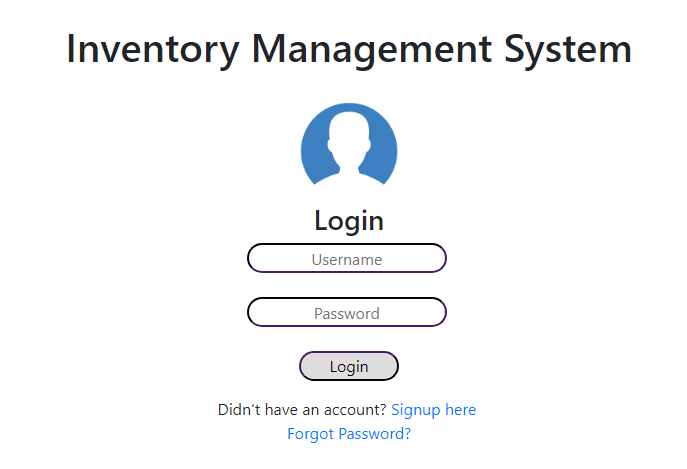 Inventory Management System
Login
Username
Password
Login
Didn't have an account? Signup here
Forgot Password?